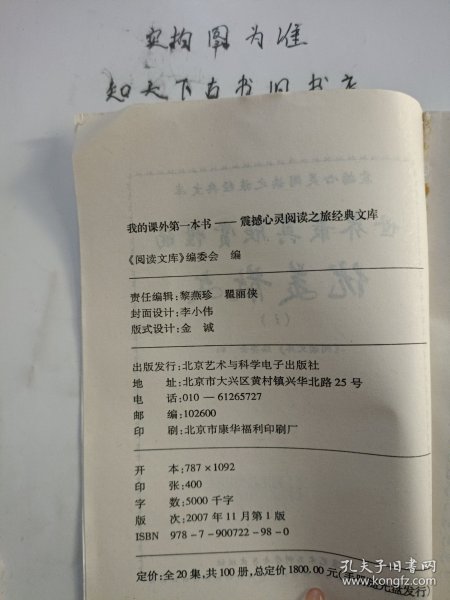 实构图为准
知天下古书旧书店
我的课外第一本书——震撼心灵阅读之旅经典文库
《阅读文库》编委会　编
责任编辑：黎燕珍　瞿丽侠
封面设计：李小伟
版式设计：金　诚
出版发行：北京艺术与科学电子出版社
地　　址：北京市大兴区黄村镇兴华北路25号
电　　话：010—61265727
邮　　编：102600
印　　刷：北京市康华福利印刷厂
开　　本：787×1092
印　　张：400
字　　数：5000千字
版　　次：2007年11月第1版
ISBN　978-7-900722-98-0
定价：全20集，共100册，总定价1800.00元
孔夫子旧书网